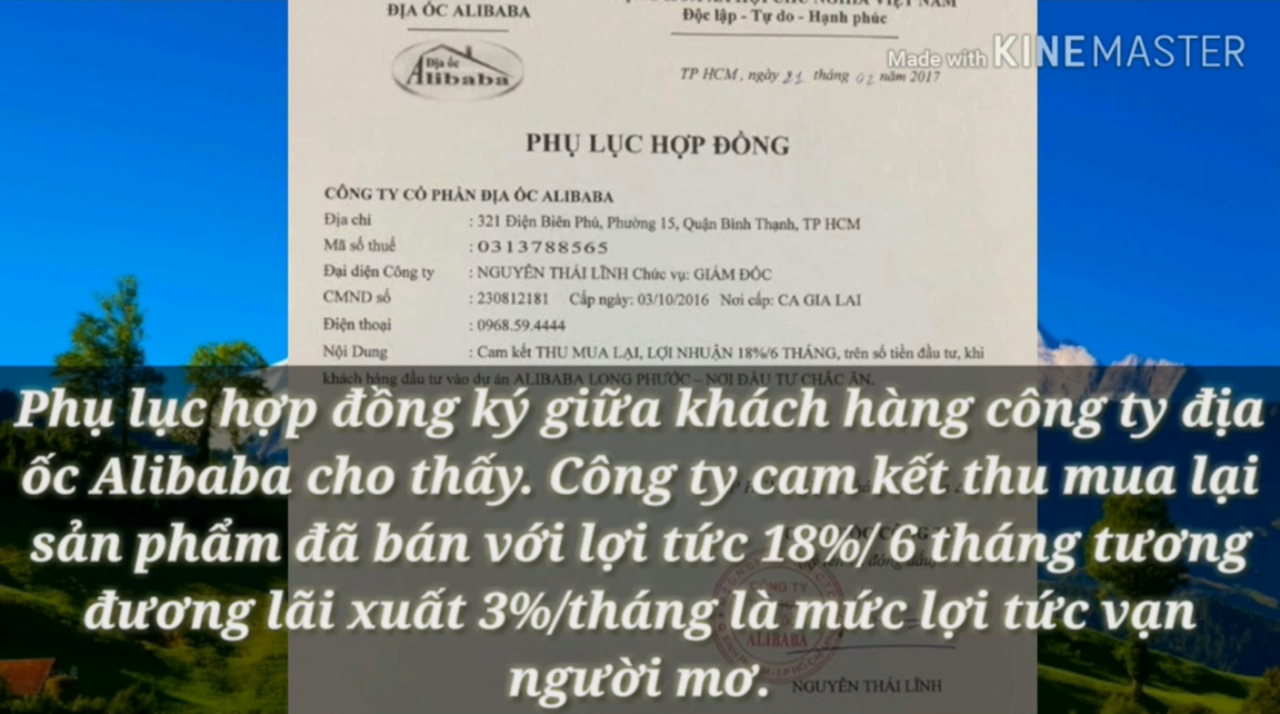 ĐỊA ỐC ALIBABA
Độc lập - Tự do - Hạnh phúc
Made with KINEMASTER
Địa ốc
Alibaba
TP HCM, ngày 21 tháng 02 năm 2017
PHỤ LỤC HỢP ĐỒNG
CÔNG TY CỔ PHẦN ĐỊA ỐC ALIBABA
Địa chỉ : 321 Điện Biên Phủ, Phường 15, Quận Bình Thạnh, TP HCM
Mã số thuế : 0313788565
Đại diện Công ty : NGUYỄN THÁI LĨNH Chức vụ: GIÁM ĐỐC
CMND số : 230812181 Cấp ngày: 03/10/2016 Nơi cấp: CA GIA LAI
Điện thoại : 0968.59.4444
Nội Dung : Cam kết THU MUA LẠI, LỢI NHUẬN 18%/6 THÁNG, trên số tiền đầu tư, khi
khách hàng đầu tư vào dự án ALIBABA LONG PHƯỚC – NƠI ĐẦU TƯ CHẮC ĂN.
Phụ lục hợp đồng ký giữa khách hàng công ty địa
ốc Alibaba cho thấy. Công ty cam kết thu mua lại
sản phẩm đã bán với lợi tức 18%/6 tháng tương
đương lãi xuất 3%/tháng là mức lợi tức vạn
người mơ.
CÔNG TY
ALIBABA
NGUYỄN THÁI LĨNH